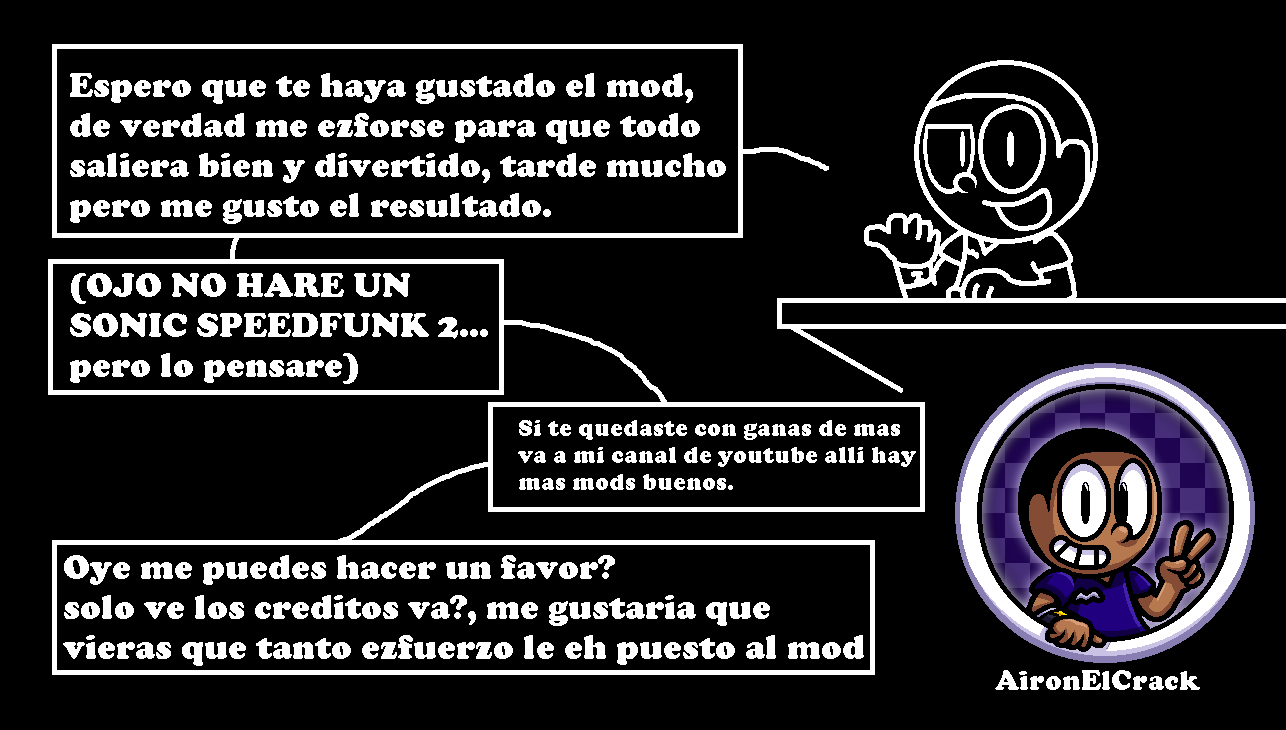 Espero que te haya gustado el mod,
de verdad me ezforse para que todo
saliera bien y divertido, tarde mucho
pero me gusto el resultado.
(OJO NO HARE UN
SONIC SPEEDFUNK 2...
pero lo pensare)
Si te quedaste con ganas de mas
va a mi canal de youtube alli hay
mas mods buenos.
Oye me puedes hacer un favor?
solo ve los creditos va?, me gustaria que
vieras que tanto ezfuerzo le eh puesto al mod
AironElCrack